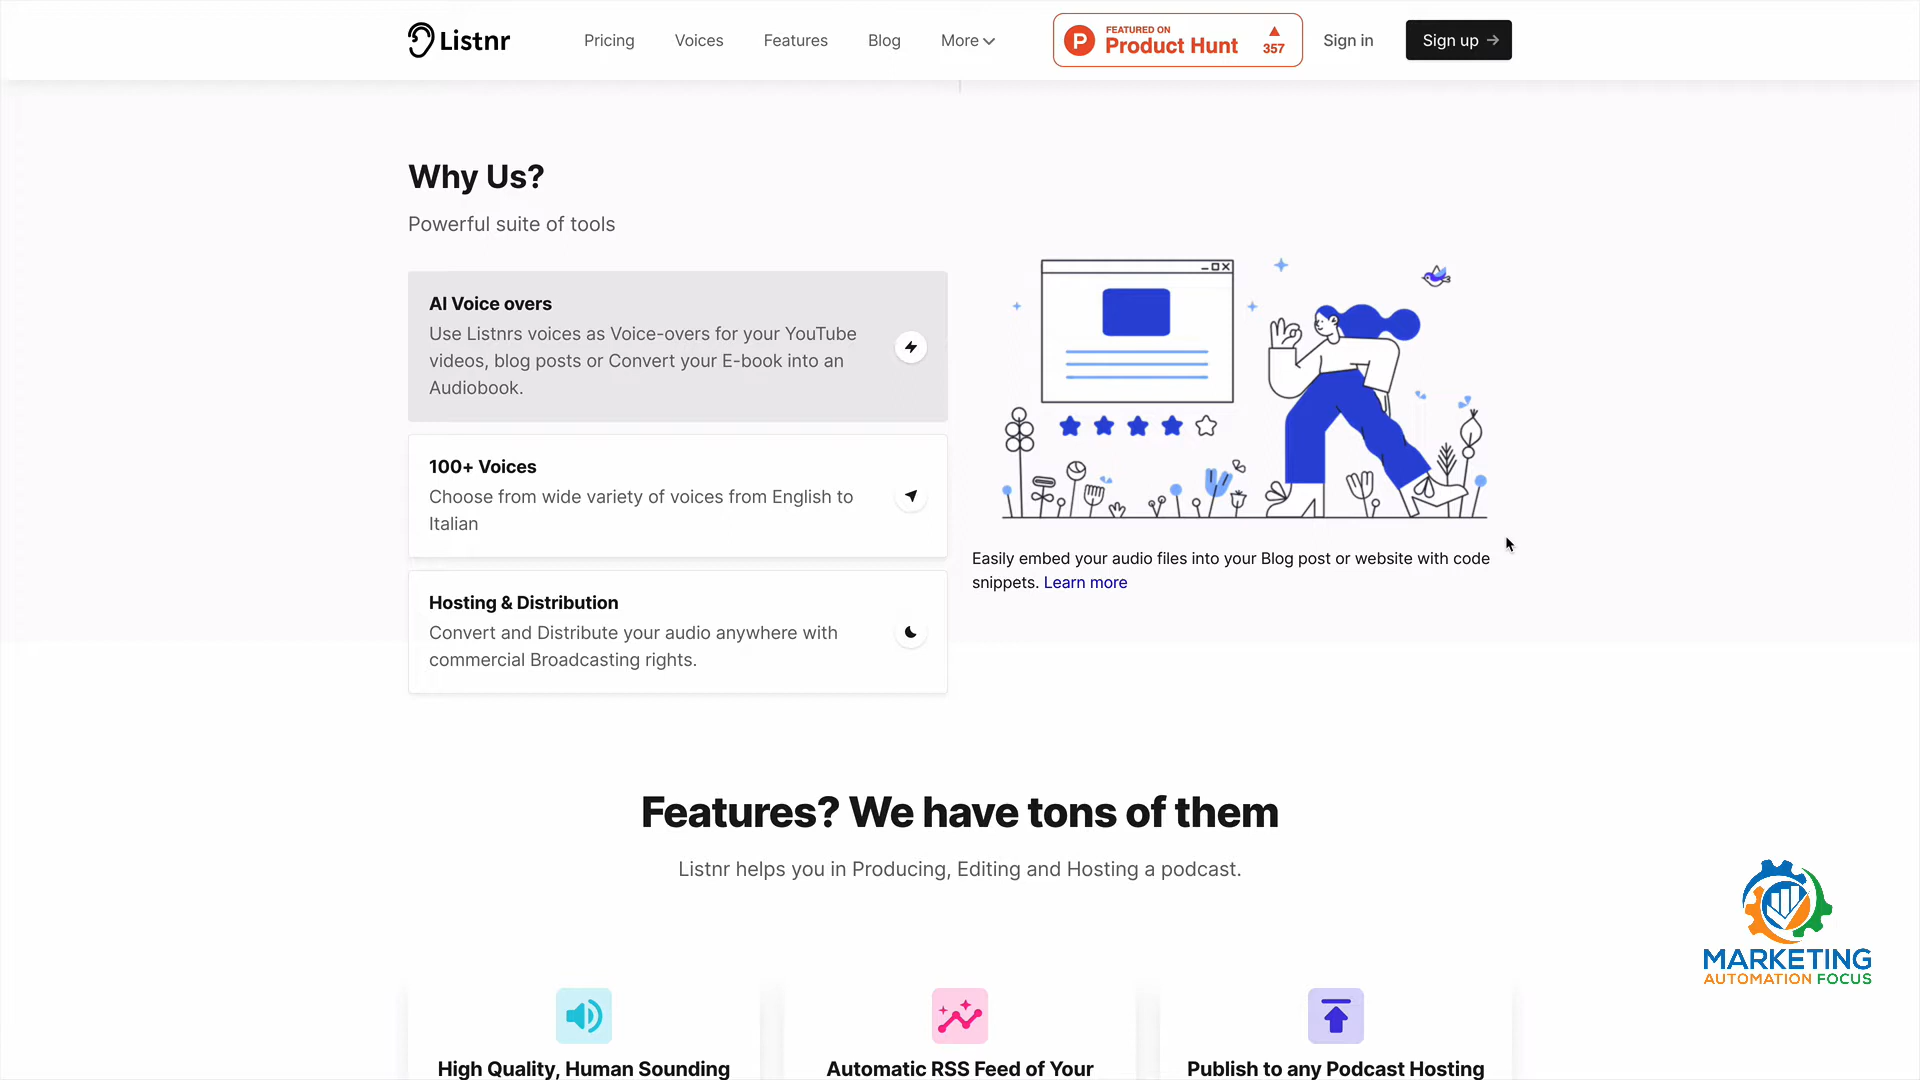 Listnr
Pricing
Voices
Features
Blog
More
P
FEATURED ON
Product Hunt
357
Sign in
Sign up →
Why Us?
Powerful suite of tools
AI Voice overs
Use Listnrs voices as Voice-overs for your YouTube
videos, blog posts or Convert your E-book into an
Audiobook.
100+ Voices
Choose from wide variety of voices from English to
Italian
Hosting & Distribution
Convert and Distribute your audio anywhere with
commercial Broadcasting rights.
Easily embed your audio files into your Blog post or website with code
snippets. Learn more
Features? We have tons of them
Listnr helps you in Producing, Editing and Hosting a podcast.
High Quality, Human Sounding
Automatic RSS Feed of Your
Publish to any Podcast Hosting
MARKETING
AUTOMATION FOCUS